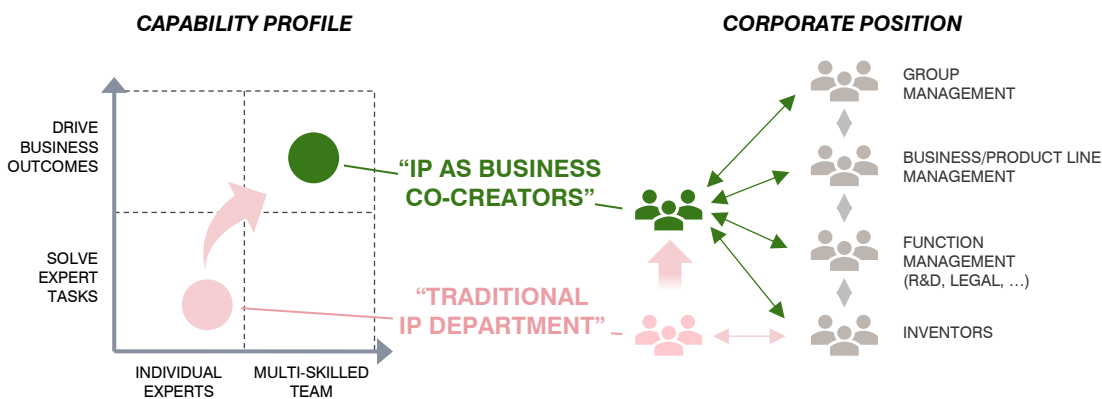 CAPABILITY PROFILE
CORPORATE POSITION
DRIVE
BUSINESS
OUTCOMES
SOLVE
EXPERT
TASKS
INDIVIDUAL
EXPERTS
MULTI-SKILLED
TEAM
“IP AS BUSINESS
CO-CREATORS”
“TRADITIONAL
IP DEPARTMENT”
GROUP
MANAGEMENT
BUSINESS/PRODUCT LINE
MANAGEMENT
FUNCTION
MANAGEMENT
(R&D, LEGAL, …)
INVENTORS